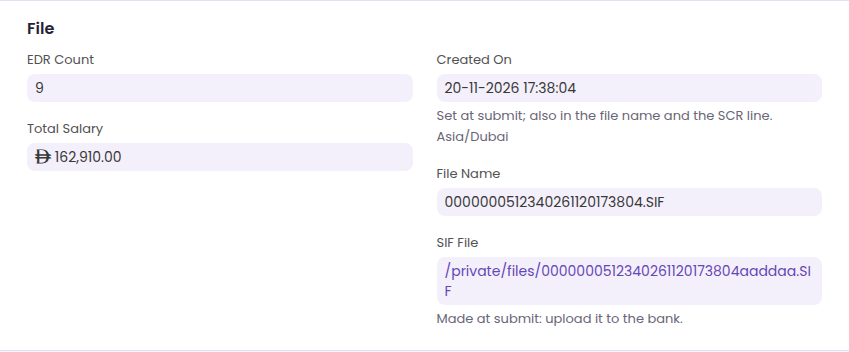 File
EDR Count
9
Total Salary
162,910.00
Created On
20-11-2026 17:38:04
Set at submit; also in the file name and the SCR line.
Asia/Dubai
File Name
0000000512340261120173804.SIF
SIF File
/private/files/0000000512340261120173804aaddaa.SI
F
Made at submit: upload it to the bank.